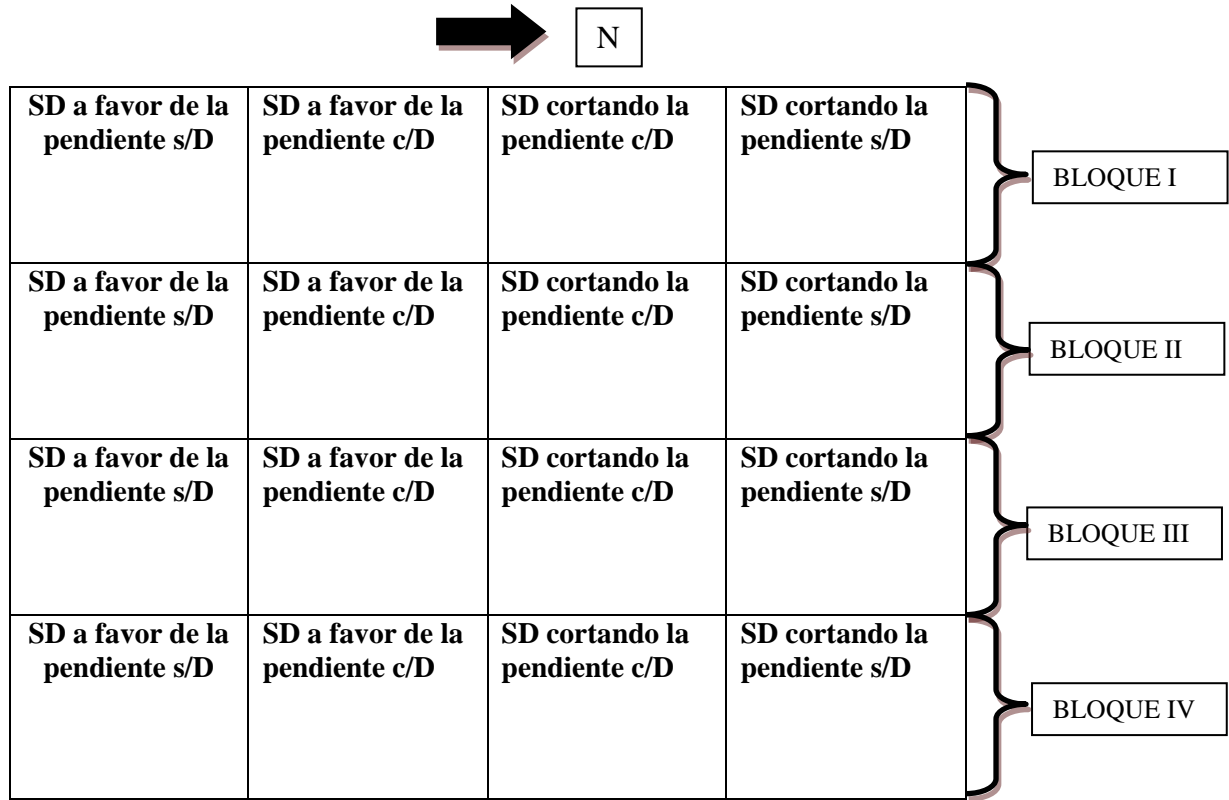 N
SD a favor de la
pendiente s/D
SD a favor de la
pendiente c/D
SD cortando la
pendiente c/D
SD cortando la
pendiente s/D
BLOQUE I
SD a favor de la
pendiente s/D
SD a favor de la
pendiente c/D
SD cortando la
pendiente c/D
SD cortando la
pendiente s/D
BLOQUE II
SD a favor de la
pendiente s/D
SD a favor de la
pendiente c/D
SD cortando la
pendiente c/D
SD cortando la
pendiente s/D
BLOQUE III
SD a favor de la
pendiente s/D
SD a favor de la
pendiente c/D
SD cortando la
pendiente c/D
SD cortando la
pendiente s/D
BLOQUE IV